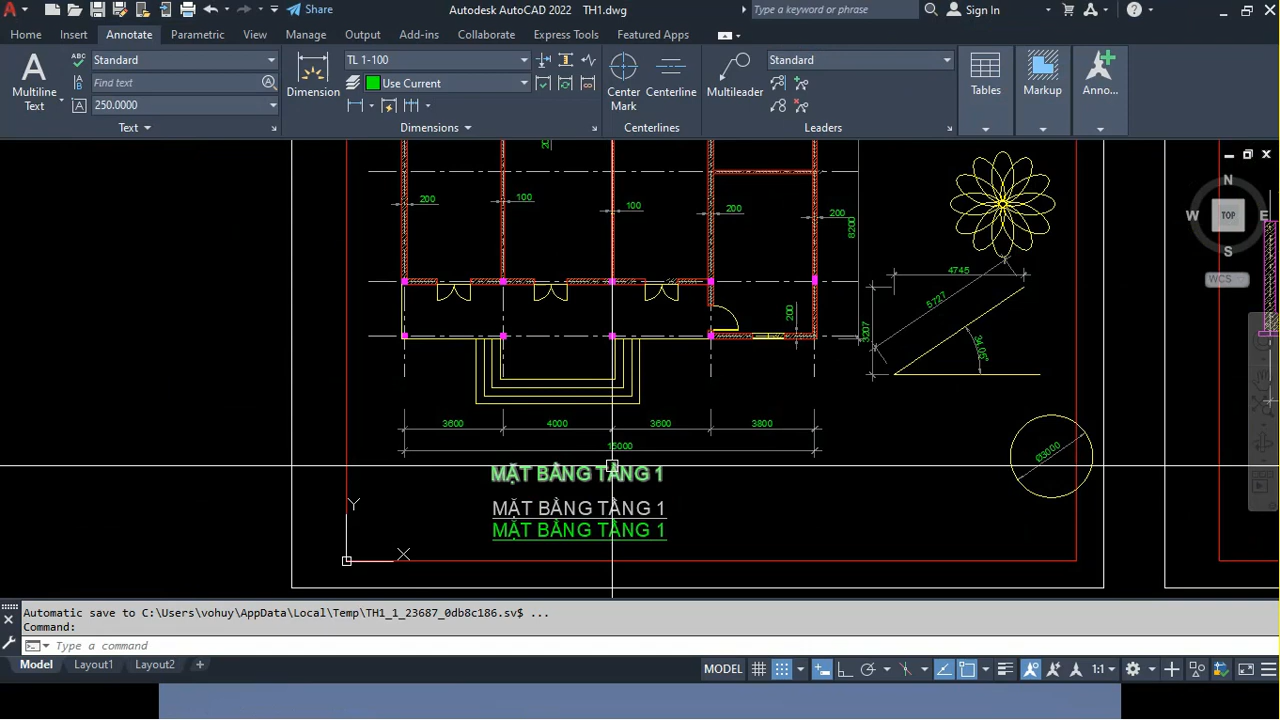 Share
Autodesk AutoCAD 2022 TH1.dwg
Type a keyword or phrase
Sign In
Home Insert Annotate Parametric View Manage Output Add-ins Collaborate Express Tools Featured Apps
Standard
TL 1-100
Standard
Find text
Use Current
Multiline Text
250.0000
Dimension
Center Mark
Centerline
Multileader
Tables
Markup
Anno...
Text
Dimensions
Centerlines
Leaders
N
W TOP E
S
WCS
200 100 100 200 200
8200
4745
5727
3207
34.05°
200
3600 4000 3600 3800
15000
Ø3000
MẶT BẰNG TẦNG 1
MẶT BẰNG TẦNG 1
MẶT BẰNG TẦNG 1
Y
X
Automatic save to C:\Users\vohuy\AppData\Local\Temp\TH1_1_23687_0db8c186.sv$ ...
Command:
Type a command
Model Layout1 Layout2 +
MODEL
1:1